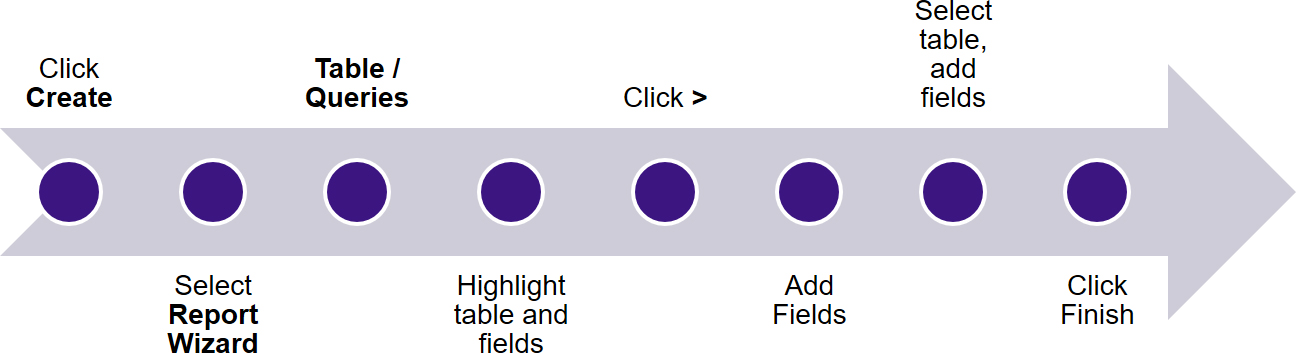 Click
Create
Select
Report
Wizard
Table /
Queries
Highlight
table and
fields
Click >
Add
Fields
Select
table,
add
fields
Click
Finish